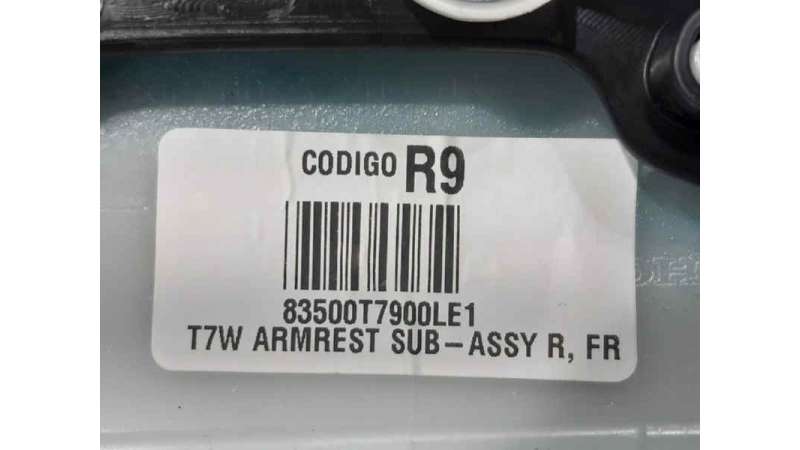 CODIGO R9
83500T7900LE1
T7W ARMREST SUB-ASSY R, FR